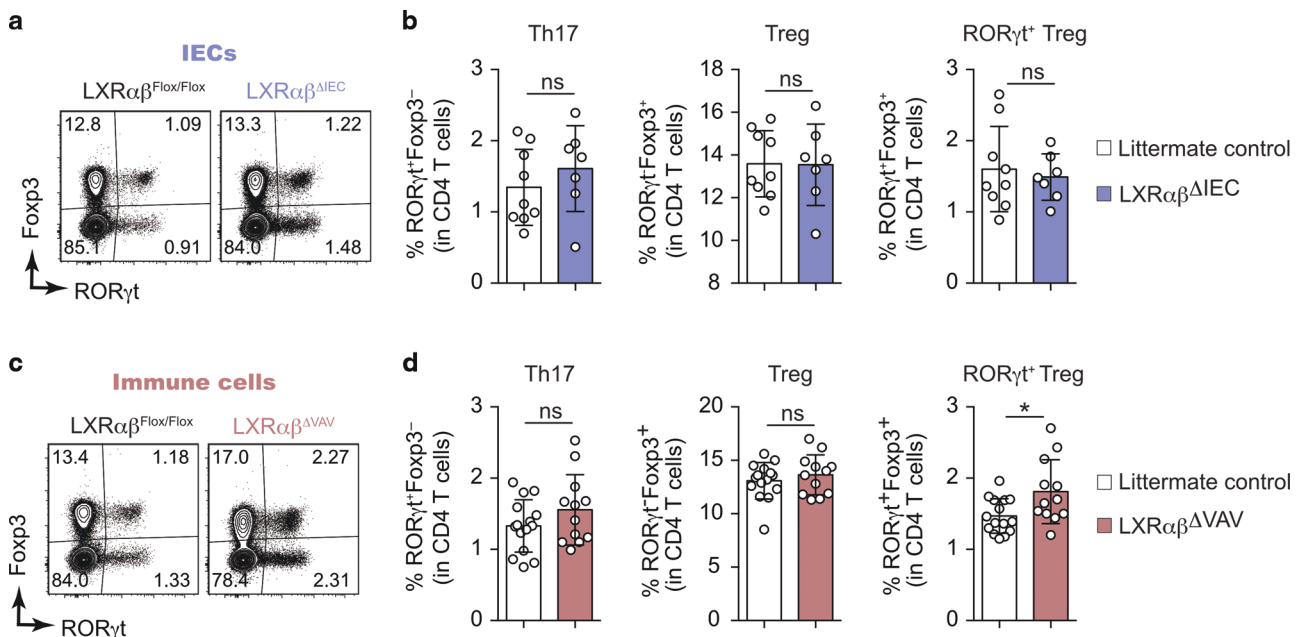 a
IECs
LXRαβFlox/Flox
LXRαβΔIEC
12.8 1.09
13.3 1.22
85.1 0.91
84.0 1.48
Foxp3
RORγt
b
Th17
% RORγt+Foxp3−
(in CD4 T cells)
3
2
1
0
ns
Treg
% RORγt-Foxp3+
(in CD4 T cells)
18
16
14
12
10
8
ns
RORγt+ Treg
% RORγt+Foxp3+
(in CD4 T cells)
3
2
1
0
ns
Littermate control
LXRαβΔIEC
c
Immune cells
LXRαβFlox/Flox
LXRαβΔVAV
13.4 1.18
17.0 2.27
84.0 1.33
78.4 2.31
Foxp3
RORγt
d
Th17
% RORγt+Foxp3−
(in CD4 T cells)
3
2
1
0
ns
Treg
% RORγt-Foxp3+
(in CD4 T cells)
20
15
10
5
0
ns
RORγt+ Treg
% RORγt+Foxp3+
(in CD4 T cells)
3
2
1
0
*
Littermate control
LXRαβΔVAV